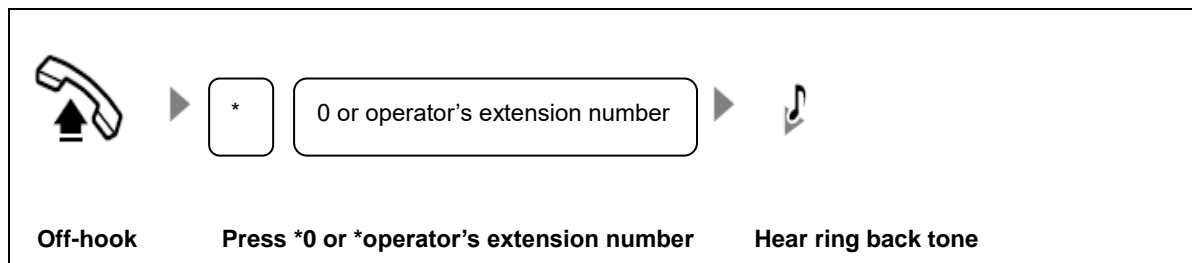 * 0 or operator’s extension number
Off-hook Press *0 or *operator’s extension number Hear ring back tone